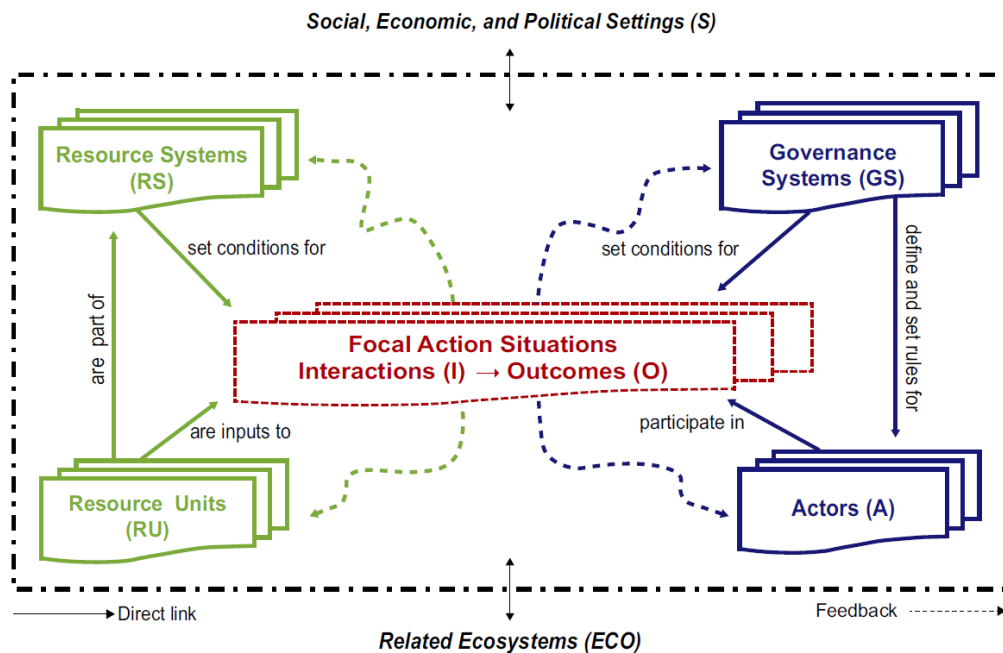 Social, Economic, and Political Settings (S)
Resource Systems
(RS)
Governance
Systems (GS)
set conditions for
set conditions for
are part of
define and set rules for
Focal Action Situations
Interactions (I) → Outcomes (O)
are inputs to
participate in
Resource Units
(RU)
Actors (A)
Direct link
Feedback
Related Ecosystems (ECO)